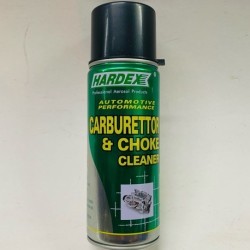 HARDEX
Professional Aerosol Products
AUTOMOTIVE
PERFORMANCE
CARBURETTOR
& CHOKE
CLEANER